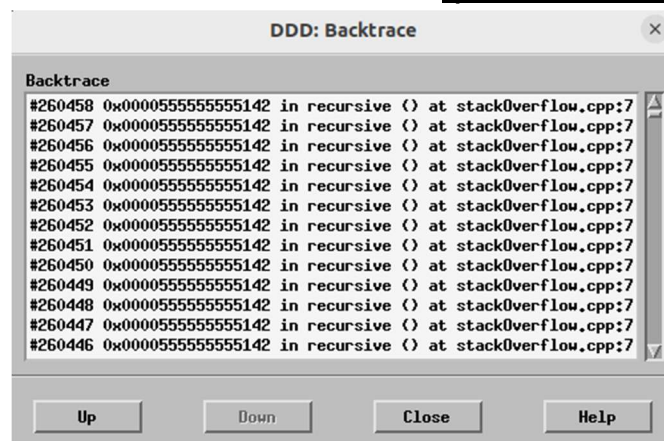 DDD: Backtrace
Backtrace
#260458 0x0000555555555142 in recursive () at stackOverflow.cpp:7
#260457 0x0000555555555142 in recursive () at stackOverflow.cpp:7
#260456 0x0000555555555142 in recursive () at stackOverflow.cpp:7
#260455 0x0000555555555142 in recursive () at stackOverflow.cpp:7
#260454 0x0000555555555142 in recursive () at stackOverflow.cpp:7
#260453 0x0000555555555142 in recursive () at stackOverflow.cpp:7
#260452 0x0000555555555142 in recursive () at stackOverflow.cpp:7
#260451 0x0000555555555142 in recursive () at stackOverflow.cpp:7
#260450 0x0000555555555142 in recursive () at stackOverflow.cpp:7
#260449 0x0000555555555142 in recursive () at stackOverflow.cpp:7
#260448 0x0000555555555142 in recursive () at stackOverflow.cpp:7
#260447 0x0000555555555142 in recursive () at stackOverflow.cpp:7
#260446 0x0000555555555142 in recursive () at stackOverflow.cpp:7
Up Down Close Help